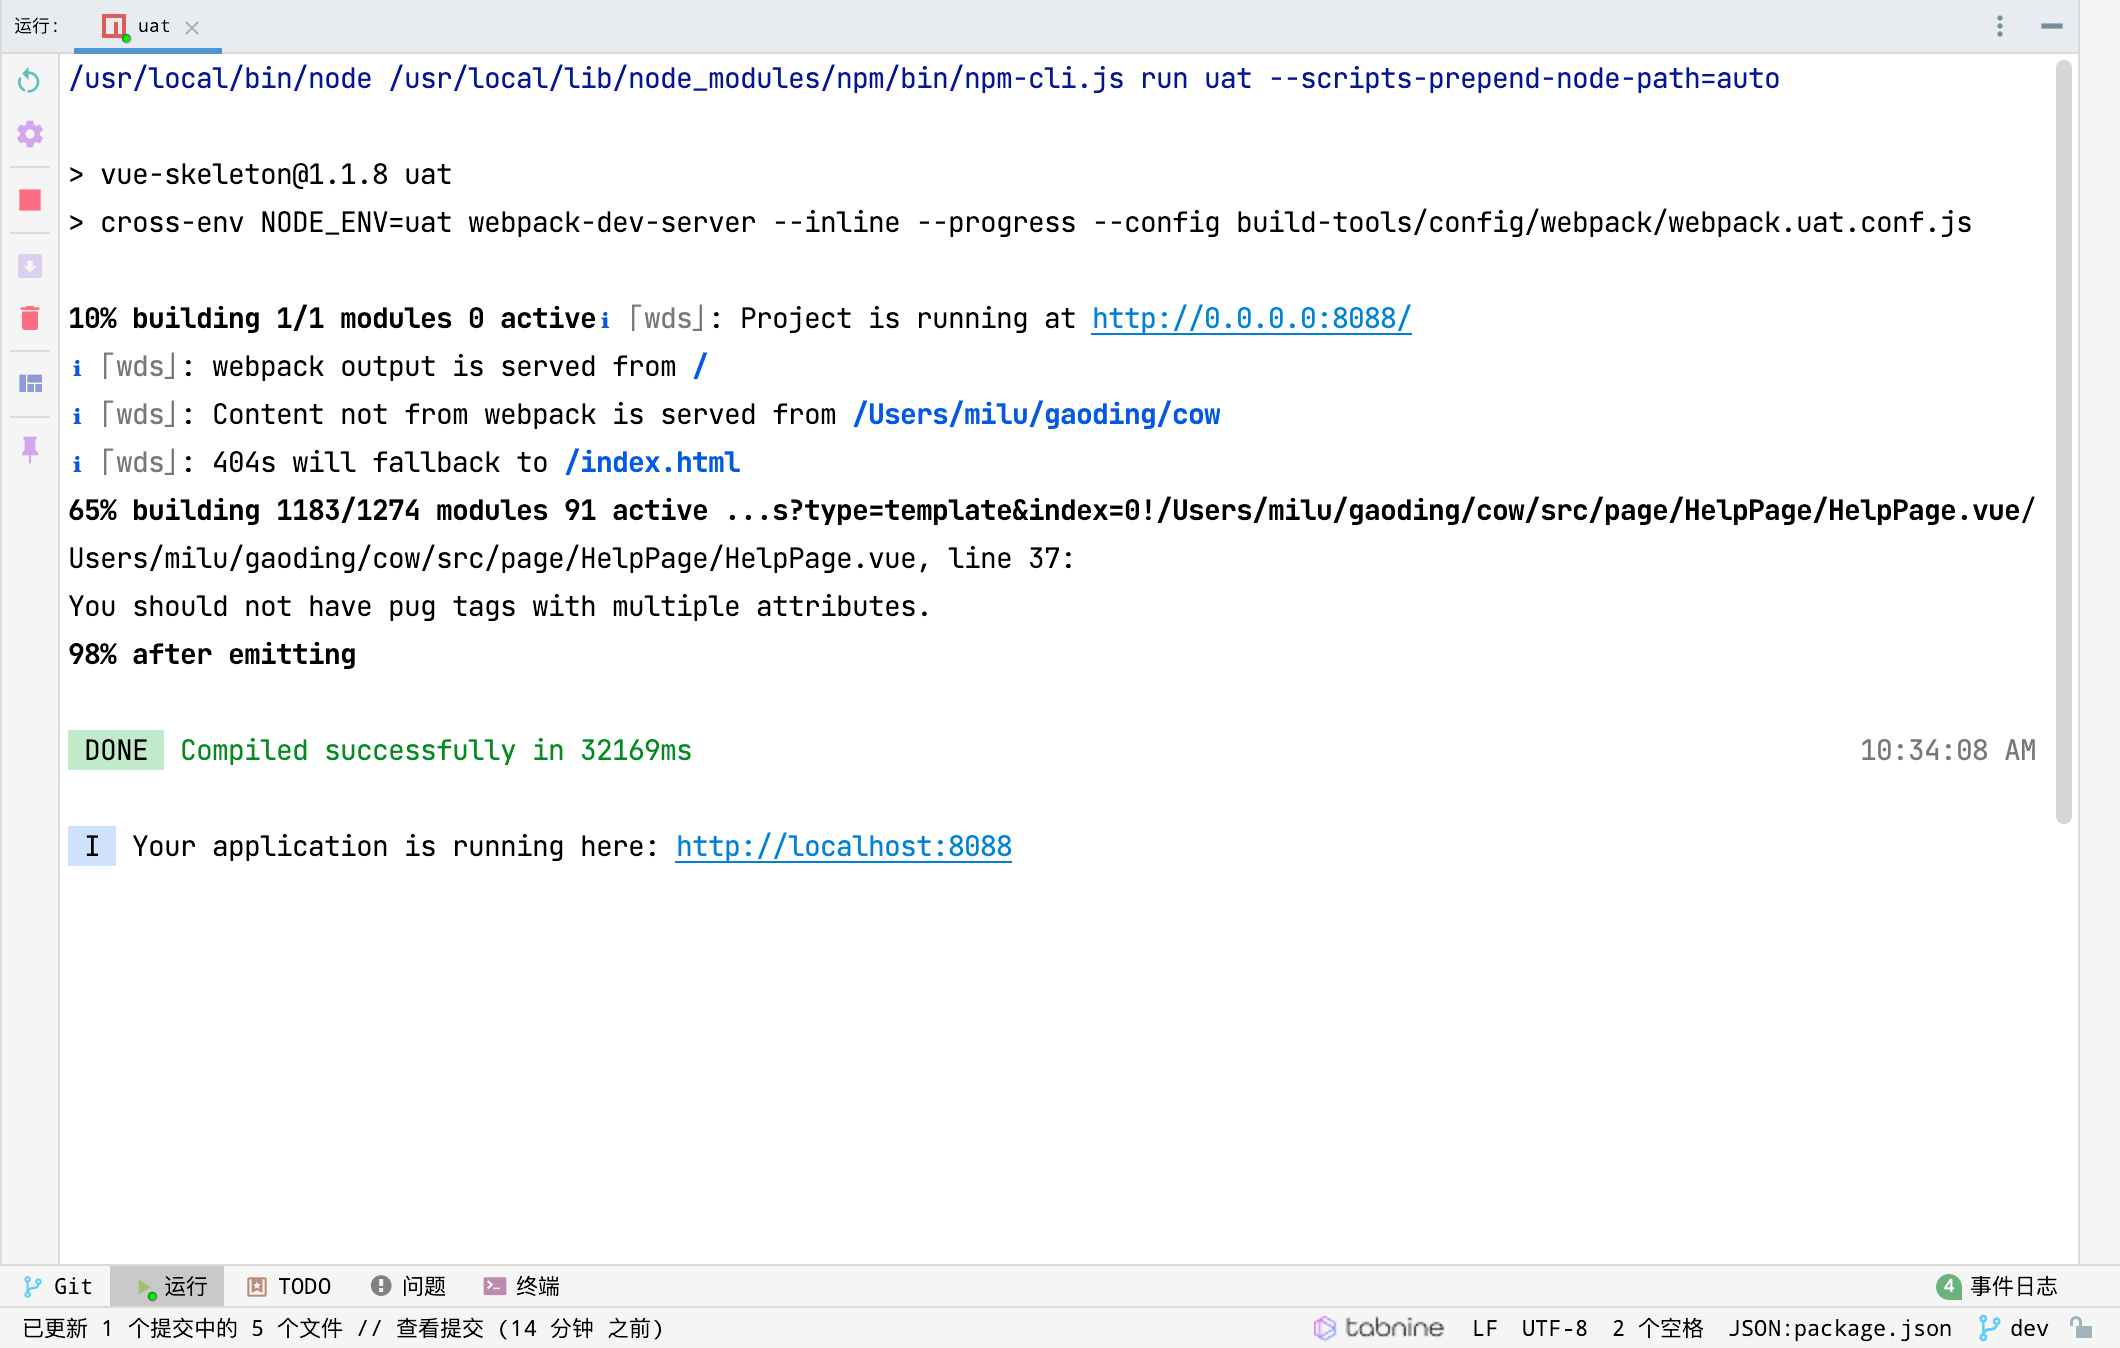 运行: uat
/usr/local/bin/node /usr/local/lib/node_modules/npm/bin/npm-cli.js run uat --scripts-prepend-node-path=auto
> vue-skeleton@1.1.8 uat
> cross-env NODE_ENV=uat webpack-dev-server --inline --progress --config build-tools/config/webpack/webpack.uat.conf.js
10% building 1/1 modules 0 activeℹ ｢wds｣: Project is running at http://0.0.0.0:8088/
ℹ ｢wds｣: webpack output is served from /
ℹ ｢wds｣: Content not from webpack is served from /Users/milu/gaoding/cow
ℹ ｢wds｣: 404s will fallback to /index.html
65% building 1183/1274 modules 91 active ...s?type=template&index=0!/Users/milu/gaoding/cow/src/page/HelpPage/HelpPage.vue/
Users/milu/gaoding/cow/src/page/HelpPage/HelpPage.vue, line 37:
You should not have pug tags with multiple attributes.
98% after emitting
DONE Compiled successfully in 32169ms 10:34:08 AM
I Your application is running here: http://localhost:8088
Git 运行 TODO 问题 终端 4 事件日志
已更新 1 个提交中的 5 个文件 // 查看提交 (14 分钟 之前) tabnine LF UTF-8 2 个空格 JSON:package.json dev